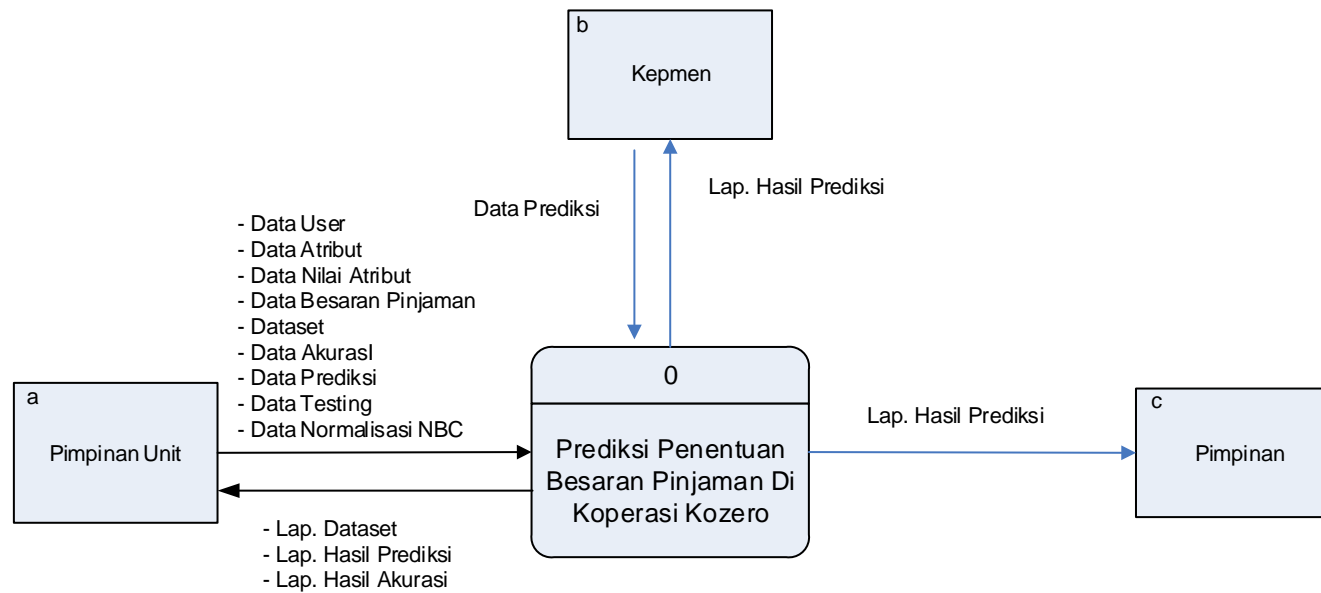 b
Kepmen
Lap. Hasil Prediksi
Data Prediksi
- Data User
- Data Atribut
- Data Nilai Atribut
- Data Besaran Pinjaman
- Dataset
- Data AkurasI
- Data Prediksi
- Data Testing
- Data Normalisasi NBC
a
Pimpinan Unit
0
Prediksi Penentuan
Besaran Pinjaman Di
Koperasi Kozero
Lap. Hasil Prediksi
c
Pimpinan
- Lap. Dataset
- Lap. Hasil Prediksi
- Lap. Hasil Akurasi